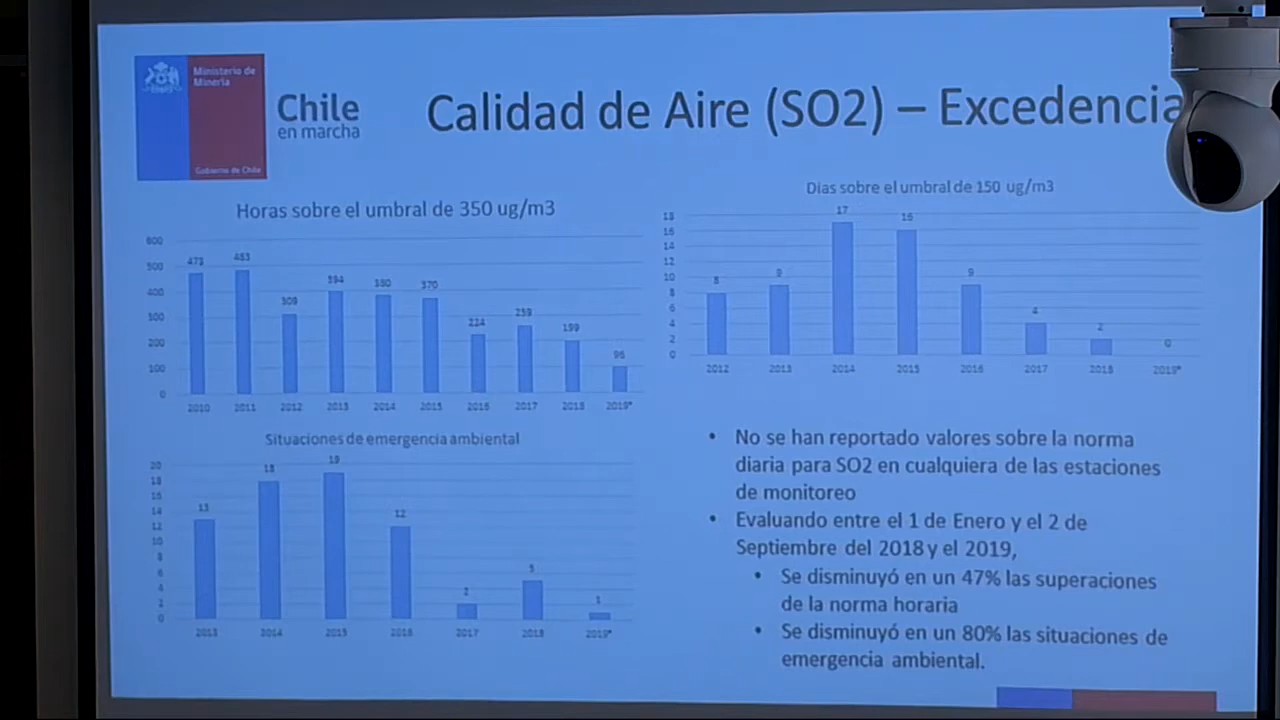 Ministerio de
Minería
Gobierno de Chile
Chile
en marcha
Calidad de Aire (SO2) – Excedencia
Horas sobre el umbral de 350 ug/m3
600
500
400
300
200
100
0
473
483
309
394
380
370
224
259
199
96
2010 2011 2012 2013 2014 2015 2016 2017 2018 2019*
Dias sobre el umbral de 150 ug/m3
18
16
14
12
10
8
6
4
2
0
8
9
17
16
9
4
2
0
2012 2013 2014 2015 2016 2017 2018 2019*
Situaciones de emergencia ambiental
20
18
16
14
12
10
8
6
4
2
0
13
18
19
12
2
5
1
2013 2014 2015 2016 2017 2018 2019*
• No se han reportado valores sobre la norma
diaria para SO2 en cualquiera de las estaciones
de monitoreo
• Evaluando entre el 1 de Enero y el 2 de
Septiembre del 2018 y el 2019,
• Se disminuyó en un 47% las superaciones
de la norma horaria
• Se disminuyó en un 80% las situaciones de
emergencia ambiental.